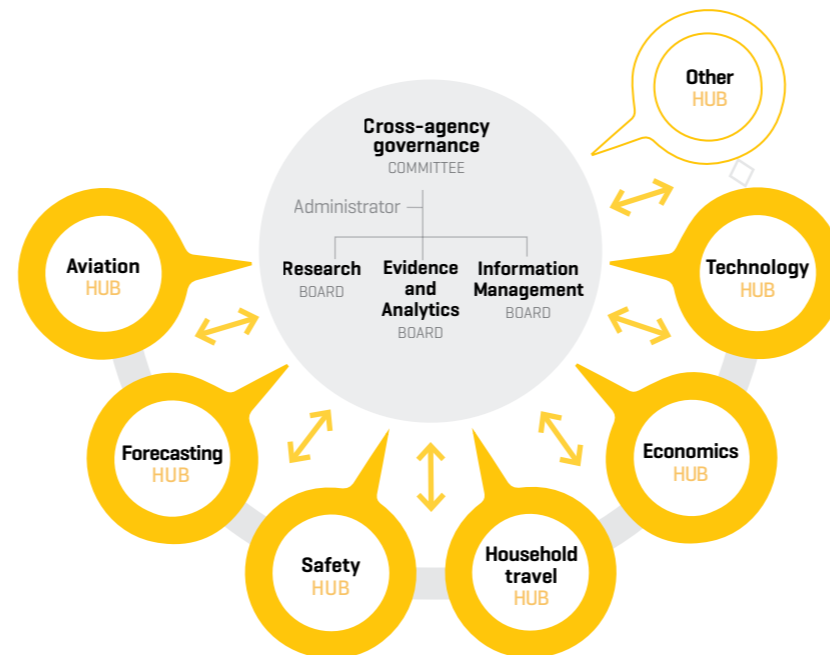 Other
HUB
Cross-agency
governance
COMMITTEE
Administrator
Research
BOARD
Evidence
and
Analytics
BOARD
Information
Management
BOARD
Aviation
HUB
Technology
HUB
Forecasting
HUB
Economics
HUB
Safety
HUB
Household
travel
HUB